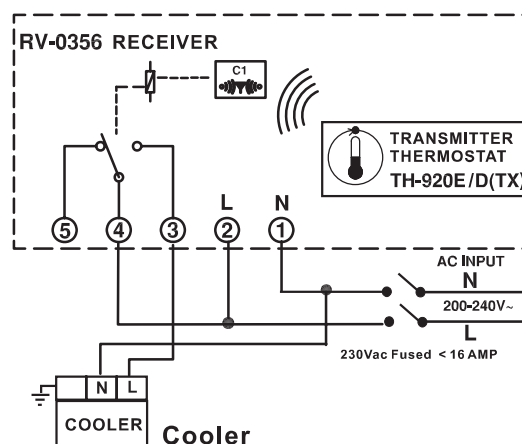 RV-0356 RECEIVER
C1
TRANSMITTER
THERMOSTAT
TH-920E/D(TX)
L N
5 4 3 2 1
AC INPUT
N
200-240V~
L
230Vac Fused < 16 AMP
N L
COOLER
Cooler